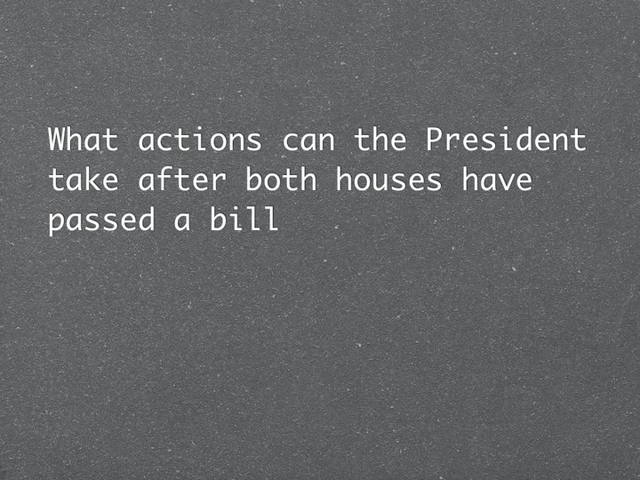 What actions can the President
take after both houses have
passed a bill